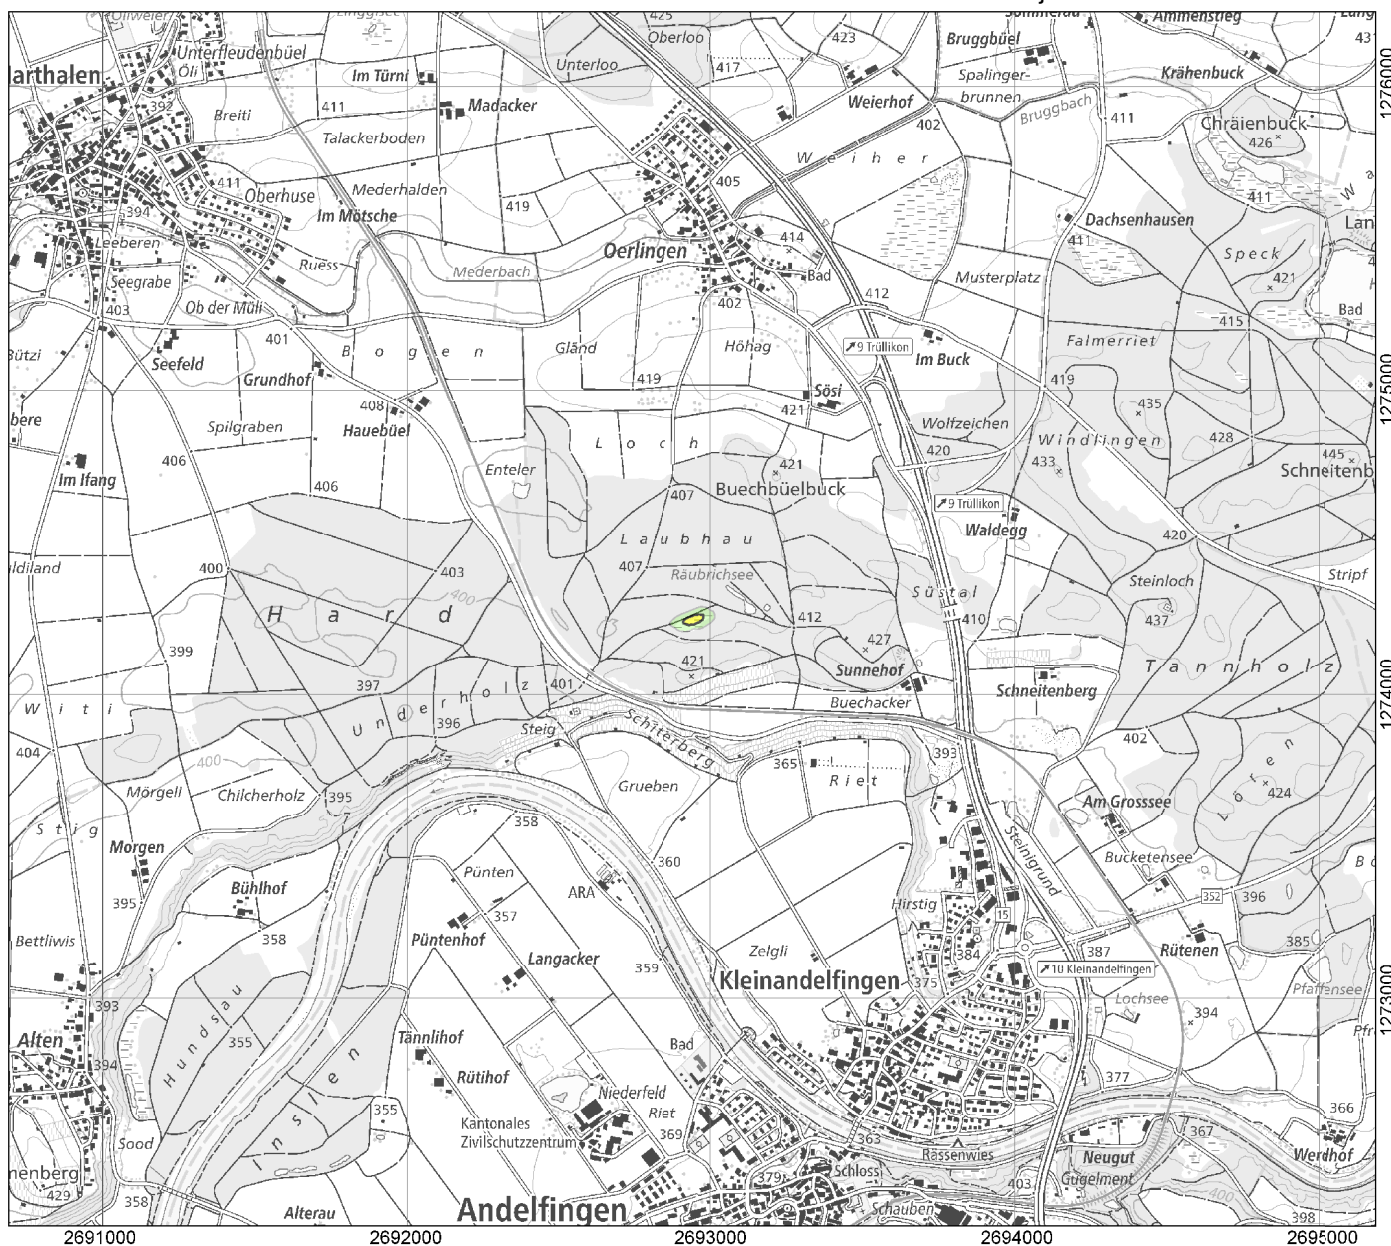 425
Oberloo
Unterfleudenbüel
Öli
Im Türni
Unterloo
417
423
Bruggbüel
Spalinger-
brunnen
Ammenstieg
Krähenbuck
1276000
392
Breiti
411
Madacker
Talackerboden
Weierhof
402
Bruggbach
411
Chräienbuck
426
Weiher
411
Oberhuse
Mederhalden
419
405
411
394
Im Mötsche
Leeberen
Dachsenhausen
411
Oerlingen
414
Bad
Speck
421
Ruess
Mederbach
Seegrabe
Ob der Müli
402
412
Musterplatz
Bad
403
401
415
Seefeld
Bogen
Gländ
Höhag
9 Trüllikon
Im Buck
Falmerriet
Grundhof
419
Sösi
419
1275000
408
Hauebüel
421
435
Spilgraben
Wolfzeichen
406
Loch
420
Windlingen
428
433
445
Im Ifang
406
Enteler
421
Buechbüelbuck
407
9 Trüllikon
Waldegg
420
Laubhau
400
403
407
Räubrichsee
Steinloch
Stripf
400
Hard
Süstal
412
410
437
399
427
Tannholz
421
Sunnehof
397
401
Schneitenberg
1274000
Witi
Underholz
396
Buechacker
Steig
Schiterberg
404
400
393
402
365
Riet
Mörgeli
Chilcherholz
395
Grueben
Lören
424
Am Grosssee
Stig
358
Steinigrund
Morgen
360
Bucketensee
Pünten
Bühlhof
ARA
352
396
395
Hirstig
15
357
Bettliwis
358
Püntenhof
Zelgli
385
Langacker
359
384
387
Rütenen
Kleinandelfingen
10 Kleinandelfingen
375
Pfaffensee
393
Lochsee
1273000
Hundsau
394
355
Alten
Tännlihof
Bad
394
Rütihof
377
Inslen
Niederfeld
355
Riet
366
Kantonales
Zivilschutzzentrum
369
363
367
Sood
Rassenwies
Neugut
Werdhof
379
Schloss
403
Gugelment
429
358
400
Alterau
Andelfingen
Schauben
398
2691000
2692000
2693000
2694000
2695000